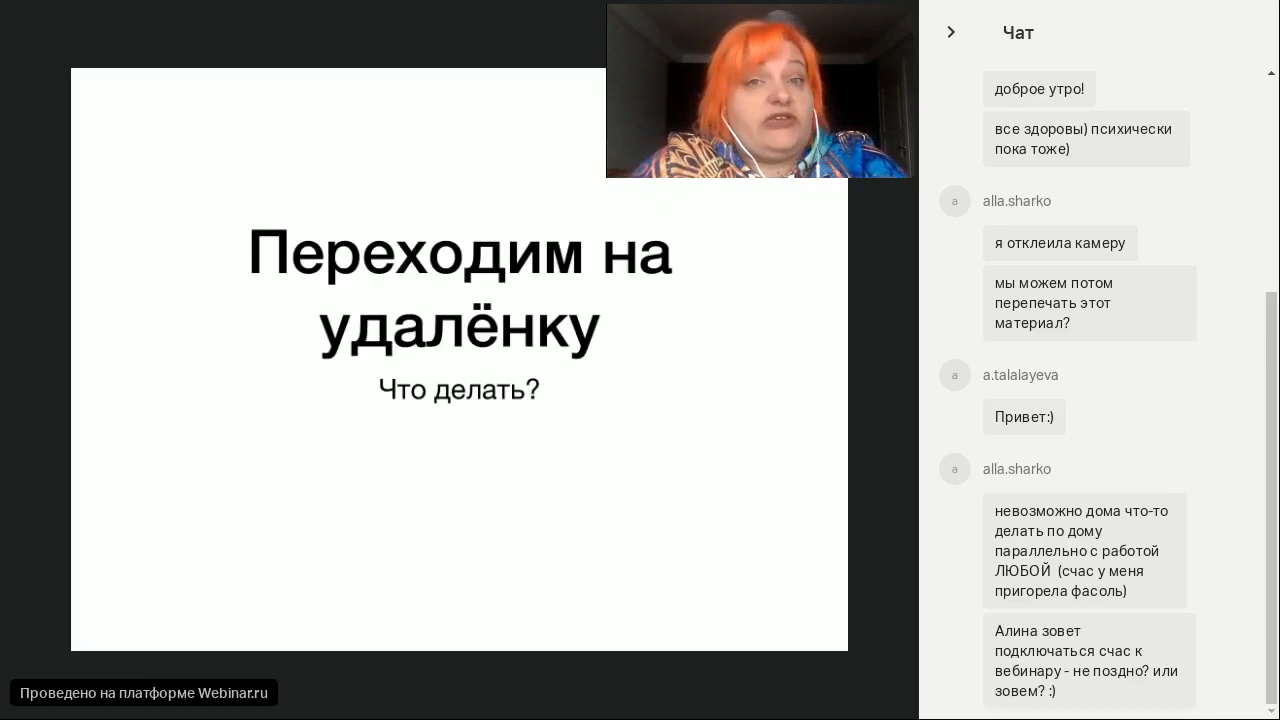 Переходим на
удалёнку
Что делать?
Проведено на платформе Webinar.ru
Чат
доброе утро!
все здоровы) психически
пока тоже)
a
alla.sharko
я отклеила камеру
мы можем потом
перепечать этот
материал?
a
a.talalayeva
Привет:)
a
alla.sharko
невозможно дома что-то
делать по дому
параллельно с работой
ЛЮБОЙ (счас у меня
пригорела фасоль)
Алина зовет
подключаться счас к
вебинару - не поздно? или
зовем? :)